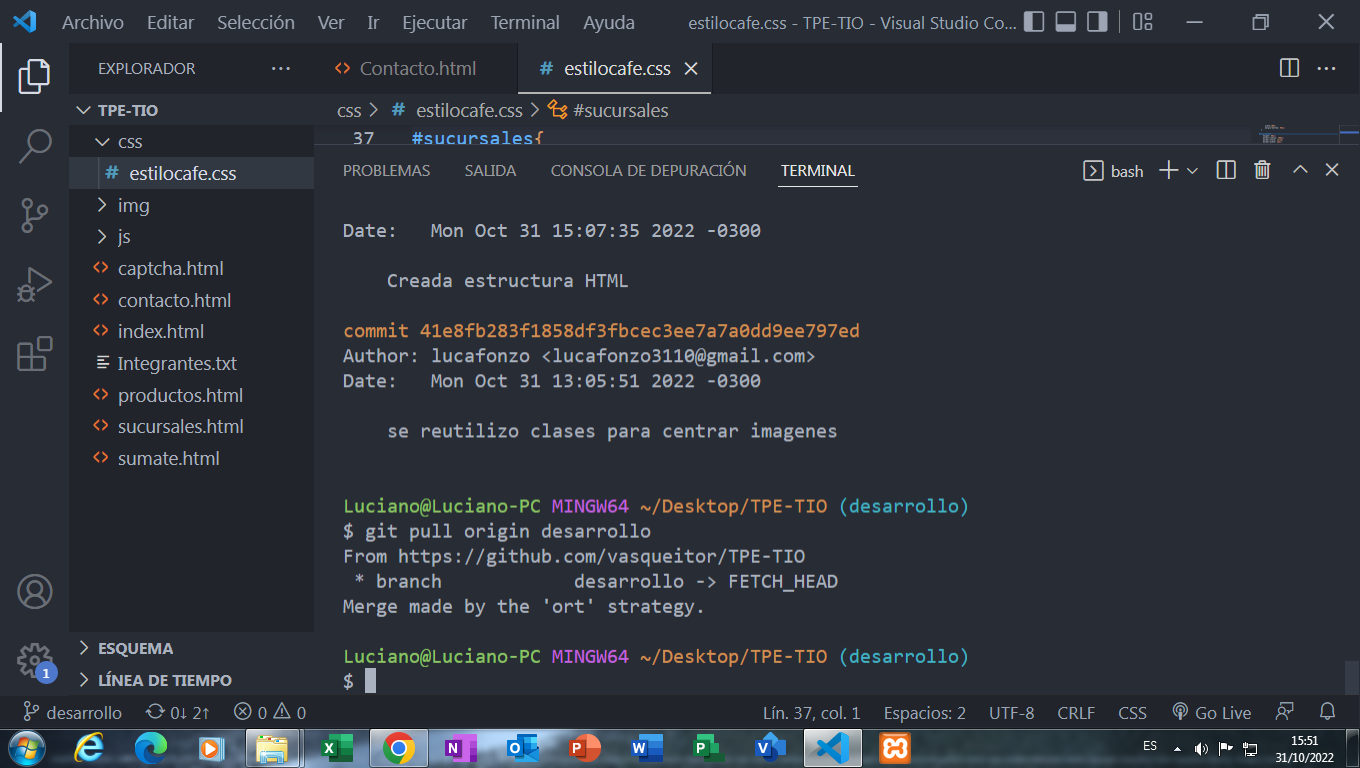 Archivo Editar Selección Ver Ir Ejecutar Terminal Ayuda estilocafe.css - TPE-TIO - Visual Studio Co...
EXPLORADOR ··· <> Contacto.html # estilocafe.css ···
TPE-TIO
css > # estilocafe.css > #sucursales
css
37 #sucursales{
# estilocafe.css
PROBLEMAS SALIDA CONSOLA DE DEPURACIÓN TERMINAL bash
img
js
<> captcha.html
<> contacto.html
<> index.html
Integrantes.txt
<> productos.html
<> sucursales.html
<> sumate.html
ESQUEMA
LÍNEA DE TIEMPO
1
Date:   Mon Oct 31 15:07:35 2022 -0300
Creada estructura HTML
commit 41e8fb283f1858df3fbcec3ee7a7a0dd9ee797ed
Author: lucafonzo <lucafonzo3110@gmail.com>
Date:   Mon Oct 31 13:05:51 2022 -0300
se reutilizo clases para centrar imagenes
Luciano@Luciano-PC MINGW64 ~/Desktop/TPE-TIO (desarrollo)
$ git pull origin desarrollo
From https://github.com/vasqueitor/TPE-TIO
 * branch            desarrollo -> FETCH_HEAD
Merge made by the 'ort' strategy.
Luciano@Luciano-PC MINGW64 ~/Desktop/TPE-TIO (desarrollo)
$
desarrollo 0↓ 2↑ 0 0 Lín. 37, col. 1 Espacios: 2 UTF-8 CRLF CSS Go Live
ES 15:51
31/10/2022